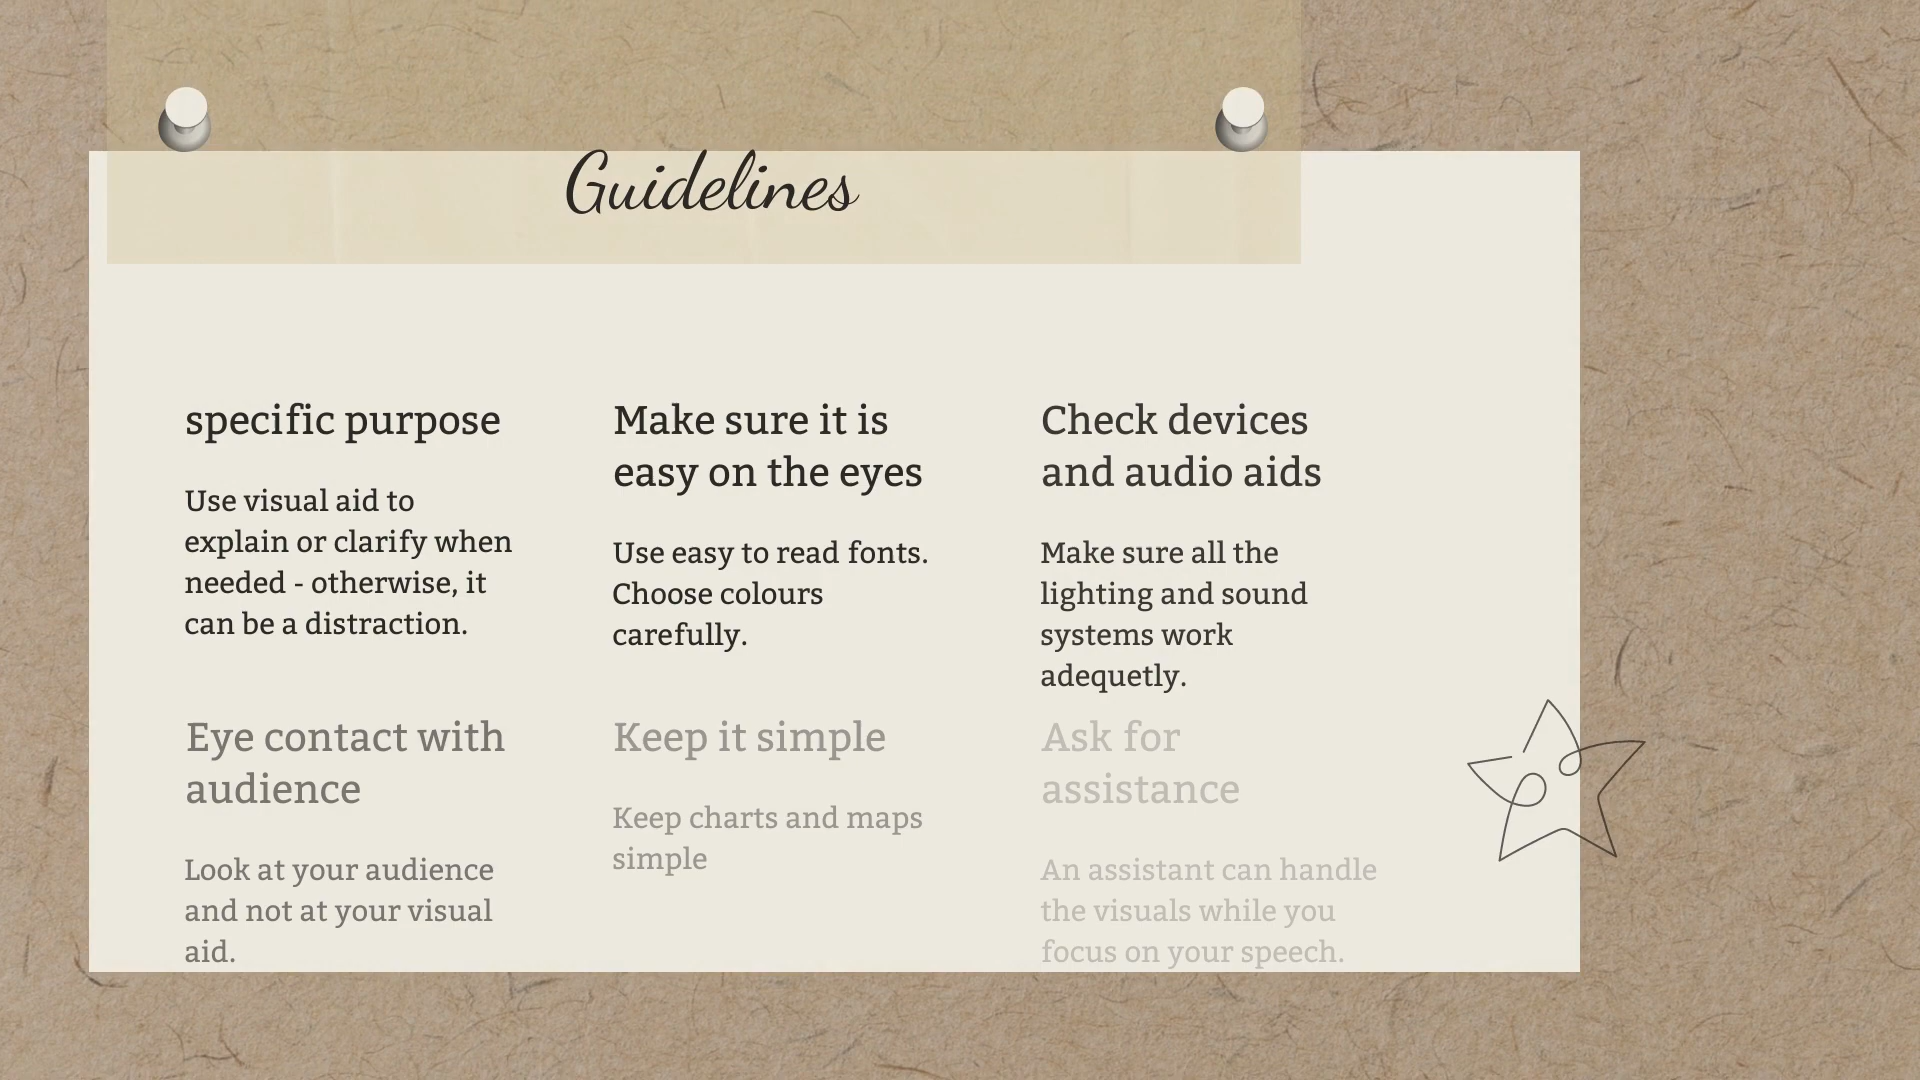 Guidelines
specific purpose
Use visual aid to
explain or clarify when
needed - otherwise, it
can be a distraction.
Make sure it is
easy on the eyes
Use easy to read fonts.
Choose colours
carefully.
Check devices
and audio aids
Make sure all the
lighting and sound
systems work
adequetly.
Eye contact with
audience
Look at your audience
and not at your visual
aid.
Keep it simple
Keep charts and maps
simple
Ask for
assistance
An assistant can handle
the visuals while you
focus on your speech.